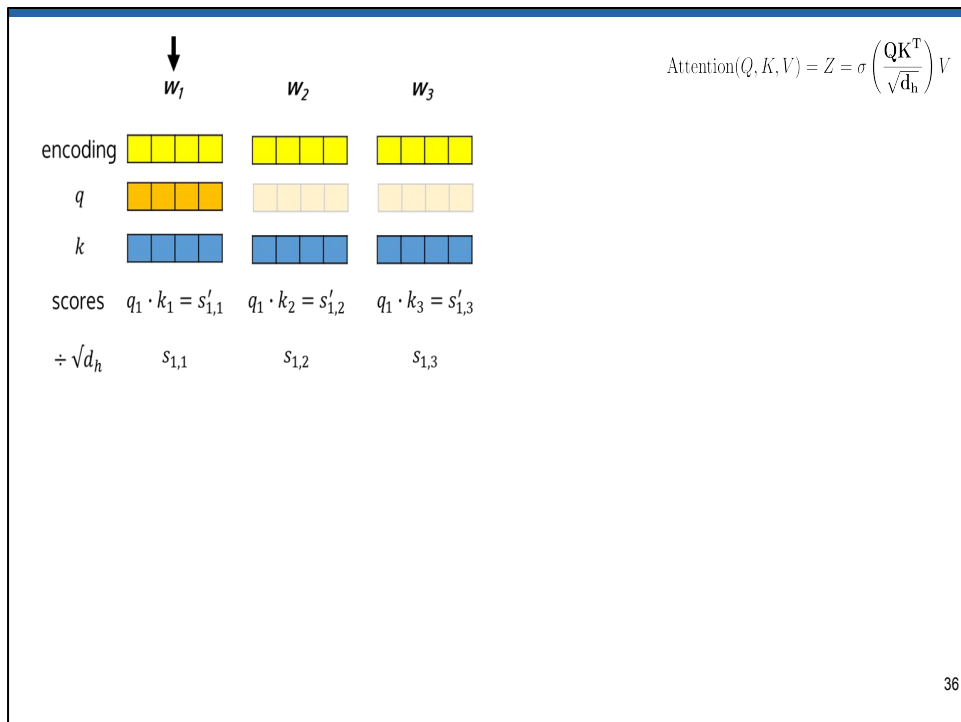 Attention(Q, K, V) = Z = σ(QKᵀ/√d_h) V
w₁ w₂ w₃
encoding
q
k
scores q₁ · k₁ = s′₁,₁ q₁ · k₂ = s′₁,₂ q₁ · k₃ = s′₁,₃
÷ √d_h s₁,₁ s₁,₂ s₁,₃
36